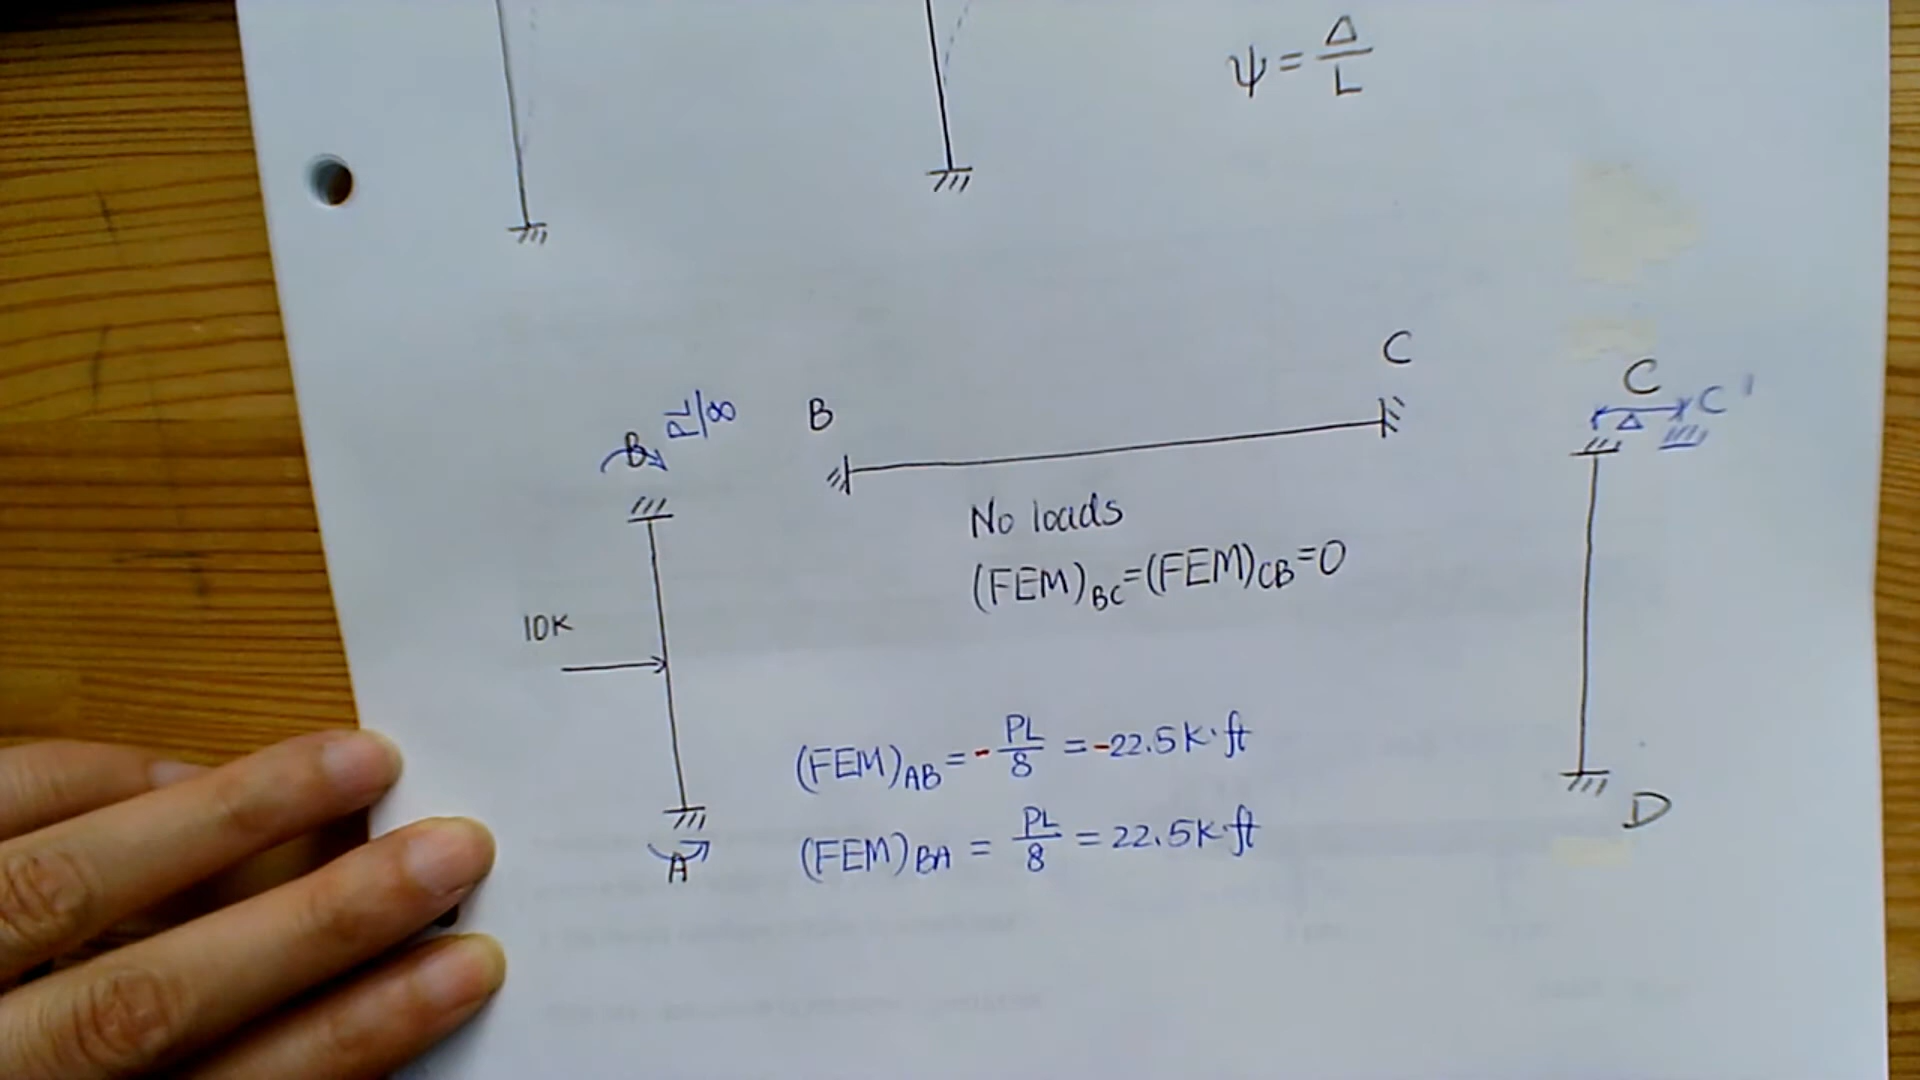 ψ = Δ/L
B
PL/8
B
C
C
Δ
C'
No loads
(FEM)BC=(FEM)CB=0
10K
(FEM)AB = - PL/8 = -22.5 K·ft
(FEM)BA = PL/8 = 22.5K·ft
A
D